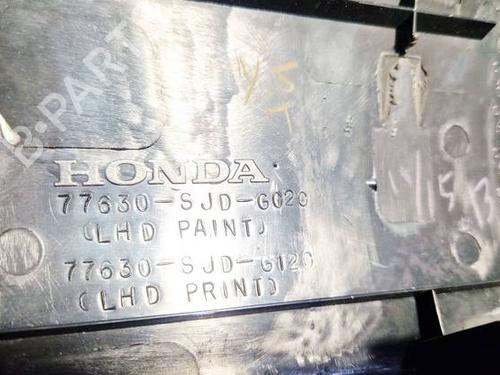 B-PARTS
HONDA
77630-SJD-G020
(LHD PAINT)
77630-SJD-G120
(LHD PRINT)